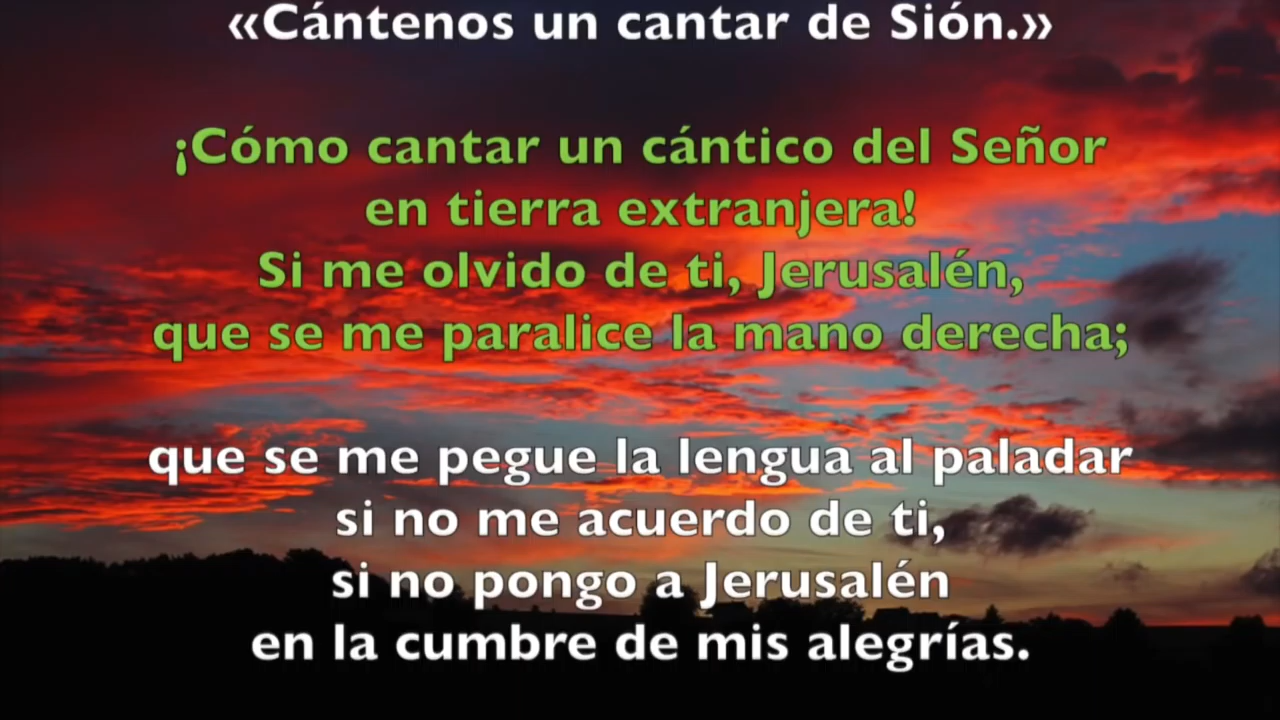 «Cántenos un cantar de Sión.»
¡Cómo cantar un cántico del Señor
en tierra extranjera!
Si me olvido de ti, Jerusalén,
que se me paralice la mano derecha;
que se me pegue la lengua al paladar
si no me acuerdo de ti,
si no pongo a Jerusalén
en la cumbre de mis alegrías.